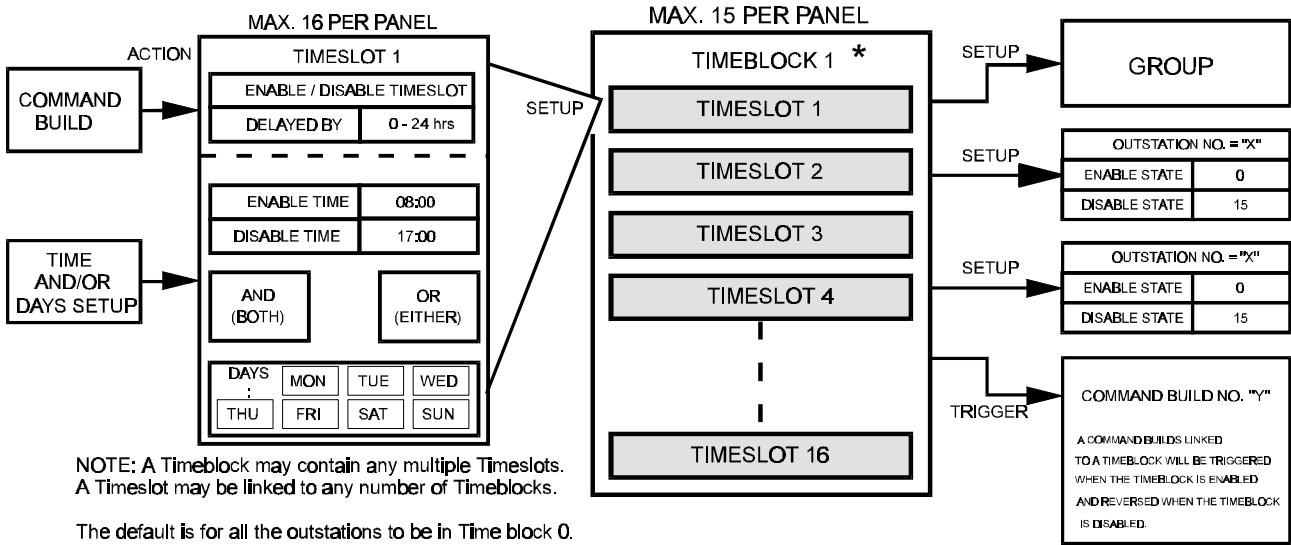 MAX. 16 PER PANEL
ACTION
COMMAND
BUILD
TIMESLOT 1
ENABLE / DISABLE TIMESLOT
DELAYED BY
0 - 24 hrs
ENABLE TIME
08:00
DISABLE TIME
17:00
TIME
AND/OR
DAYS SETUP
AND
(BOTH)
OR
(EITHER)
DAYS
MON
TUE
WED
THU
FRI
SAT
SUN
SETUP
MAX. 15 PER PANEL
TIMEBLOCK 1 *
TIMESLOT 1
TIMESLOT 2
TIMESLOT 3
TIMESLOT 4
TIMESLOT 16
SETUP
GROUP
SETUP
OUTSTATION NO. = "X"
ENABLE STATE
0
DISABLE STATE
15
SETUP
OUTSTATION NO. = "X"
ENABLE STATE
0
DISABLE STATE
15
TRIGGER
COMMAND BUILD NO. "Y"
A COMMAND BUILDS LINKED
TO A TIMEBLOCK WILL BE TRIGGERED
WHEN THE TIMEBLOCK IS ENABLED
AND REVERSED WHEN THE TIMEBLOCK
IS DISABLED.
NOTE: A Timeblock may contain any multiple Timeslots.
A Timeslot may be linked to any number of Timeblocks.
The default is for all the outstations to be in Time block 0.